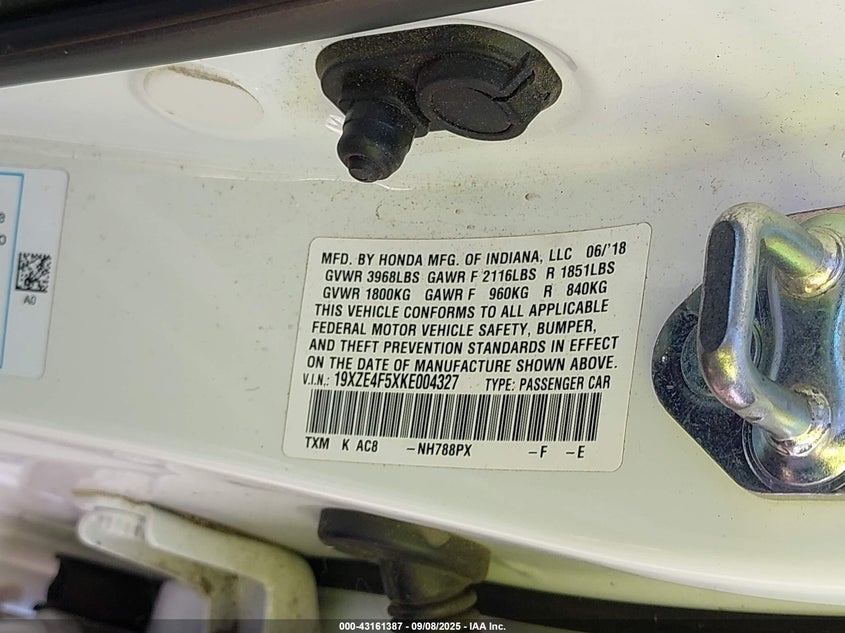 MFD. BY HONDA MFG. OF INDIANA, LLC 06/'18
GVWR 3968LBS GAWR F 2116LBS R 1851LBS
GVWR 1800KG GAWR F 960KG R 840KG
THIS VEHICLE CONFORMS TO ALL APPLICABLE
FEDERAL MOTOR VEHICLE SAFETY, BUMPER,
AND THEFT PREVENTION STANDARDS IN EFFECT
ON THE DATE OF MANUFACTURE SHOWN ABOVE.
V.I.N.: 19XZE4F5XKE004327 TYPE: PASSENGER CAR
TXM K AC8 -NH788PX -F -E
A0
000-43161387 - 09/08/2025 - IAA Inc.